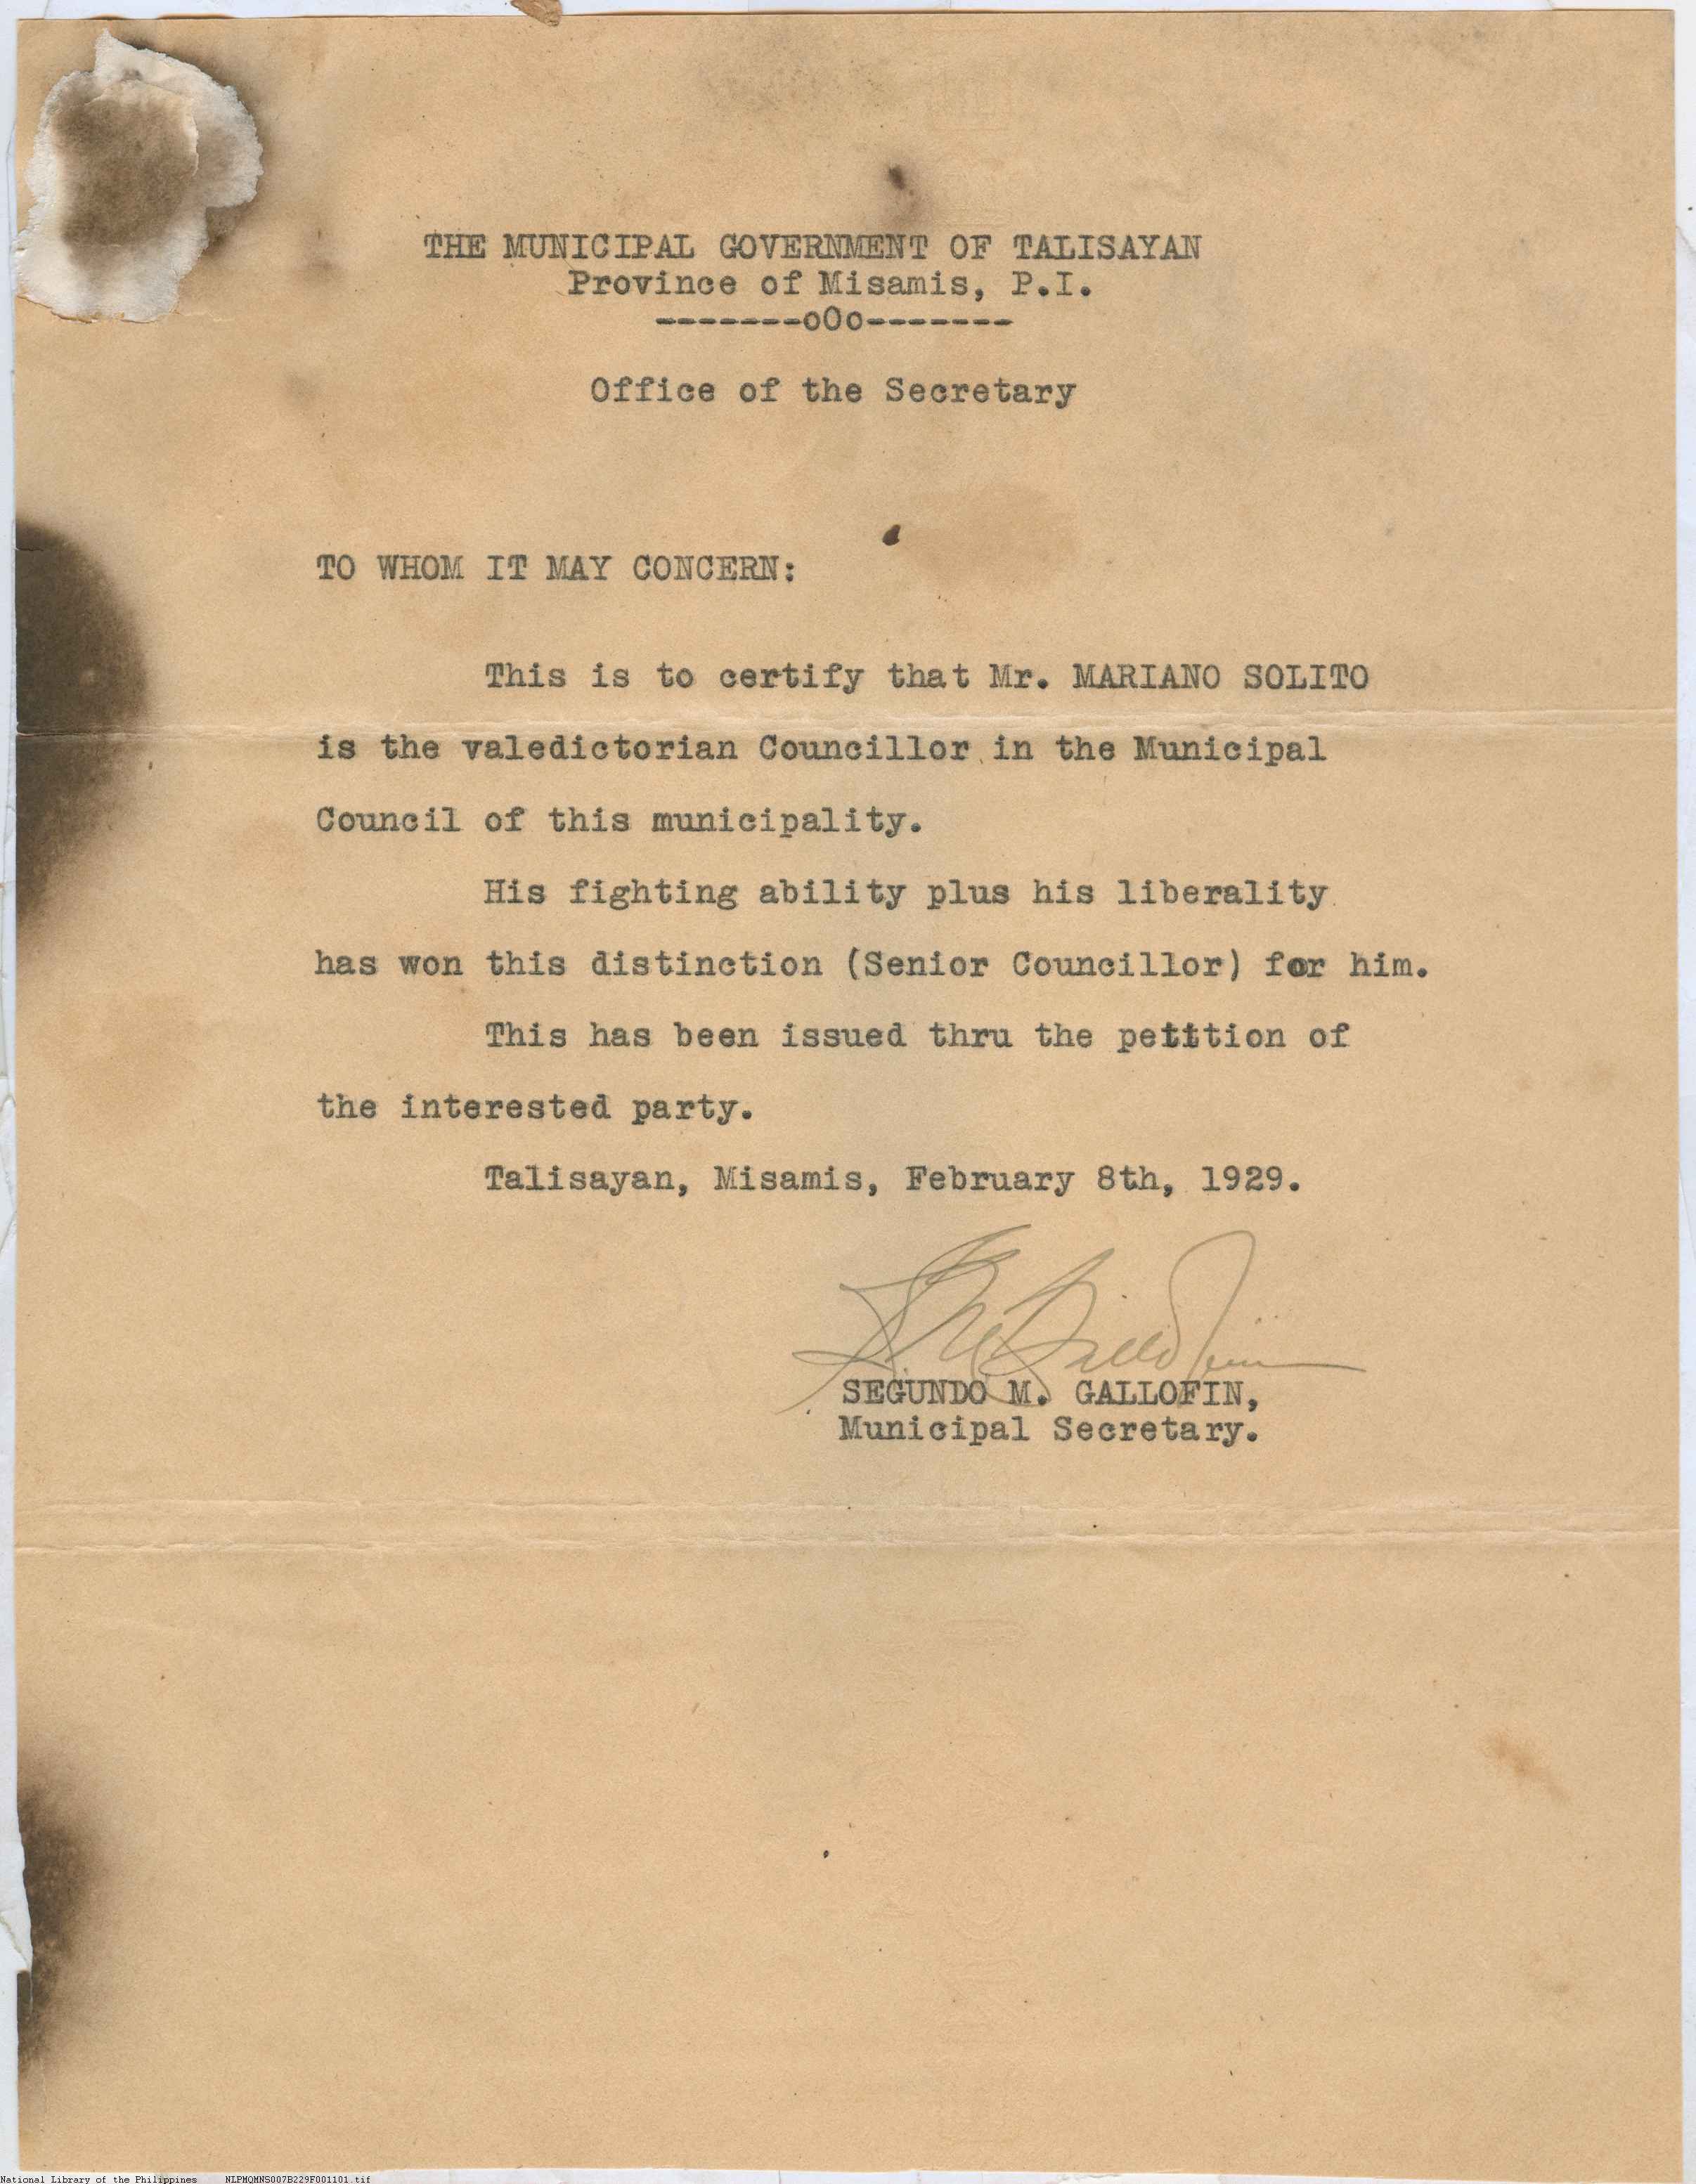 THE MUNICIPAL GOVERNMENT OF TALISAYAN
Province of Misamis, P.I.
-------oOo-------
Office of the Secretary
TO WHOM IT MAY CONCERN:
This is to certify that Mr. MARIANO SOLITO
is the valedictorian Councillor in the Municipal
Council of this municipality.
His fighting ability plus his liberality
has won this distinction (Senior Councillor) for him.
This has been issued thru the petition of
the interested party.
Talisayan, Misamis, February 8th, 1929.
SEGUNDO M. GALLOFIN,
Municipal Secretary.
National Library of the Philippines NLPMQMNS007B229F001101.tif